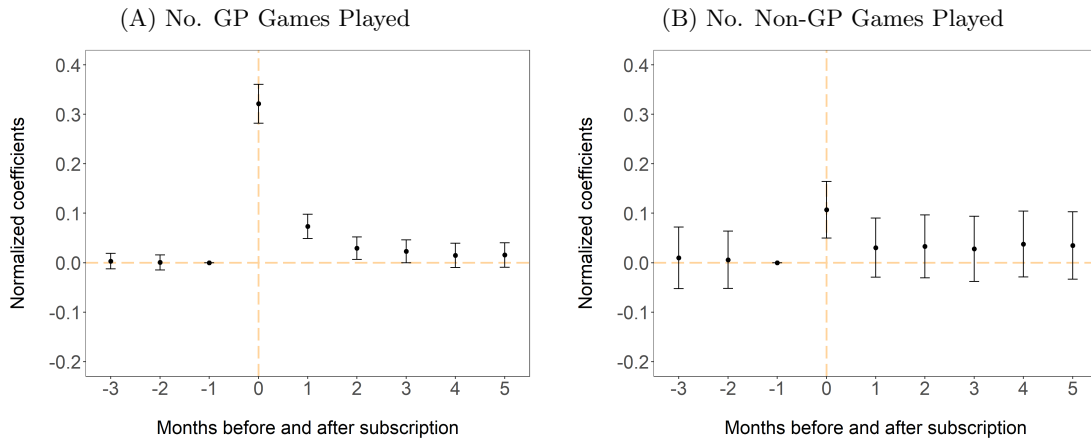 (A) No. GP Games Played
Normalized coefficients
0.4
0.3
0.2
0.1
0.0
-0.1
-0.2
-3 -2 -1 0 1 2 3 4 5
Months before and after subscription
(B) No. Non-GP Games Played
Normalized coefficients
0.4
0.3
0.2
0.1
0.0
-0.1
-0.2
-3 -2 -1 0 1 2 3 4 5
Months before and after subscription